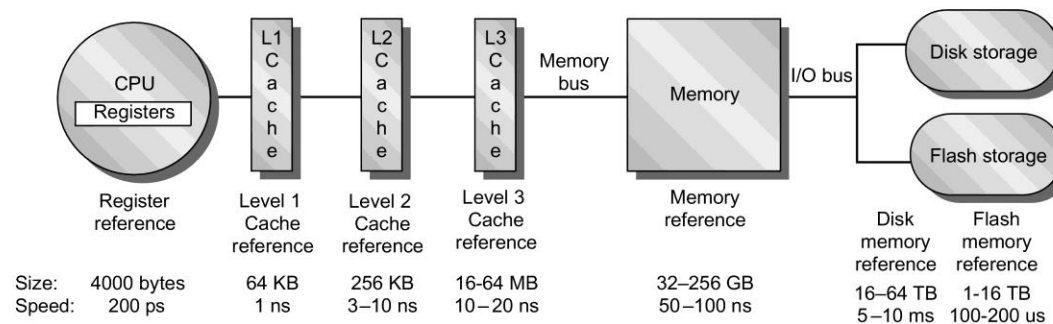 CPU
Registers
L1
Cache
L2
Cache
L3
Cache
Memory
bus
Memory
I/O bus
Disk storage
Flash storage
Register
reference
Level 1
Cache
reference
Level 2
Cache
reference
Level 3
Cache
reference
Memory
reference
Disk
memory
reference
Flash
memory
reference
Size: 4000 bytes 64 KB 256 KB 16-64 MB 32–256 GB 16–64 TB 1-16 TB
Speed: 200 ps 1 ns 3–10 ns 10–20 ns 50–100 ns 5–10 ms 100-200 us